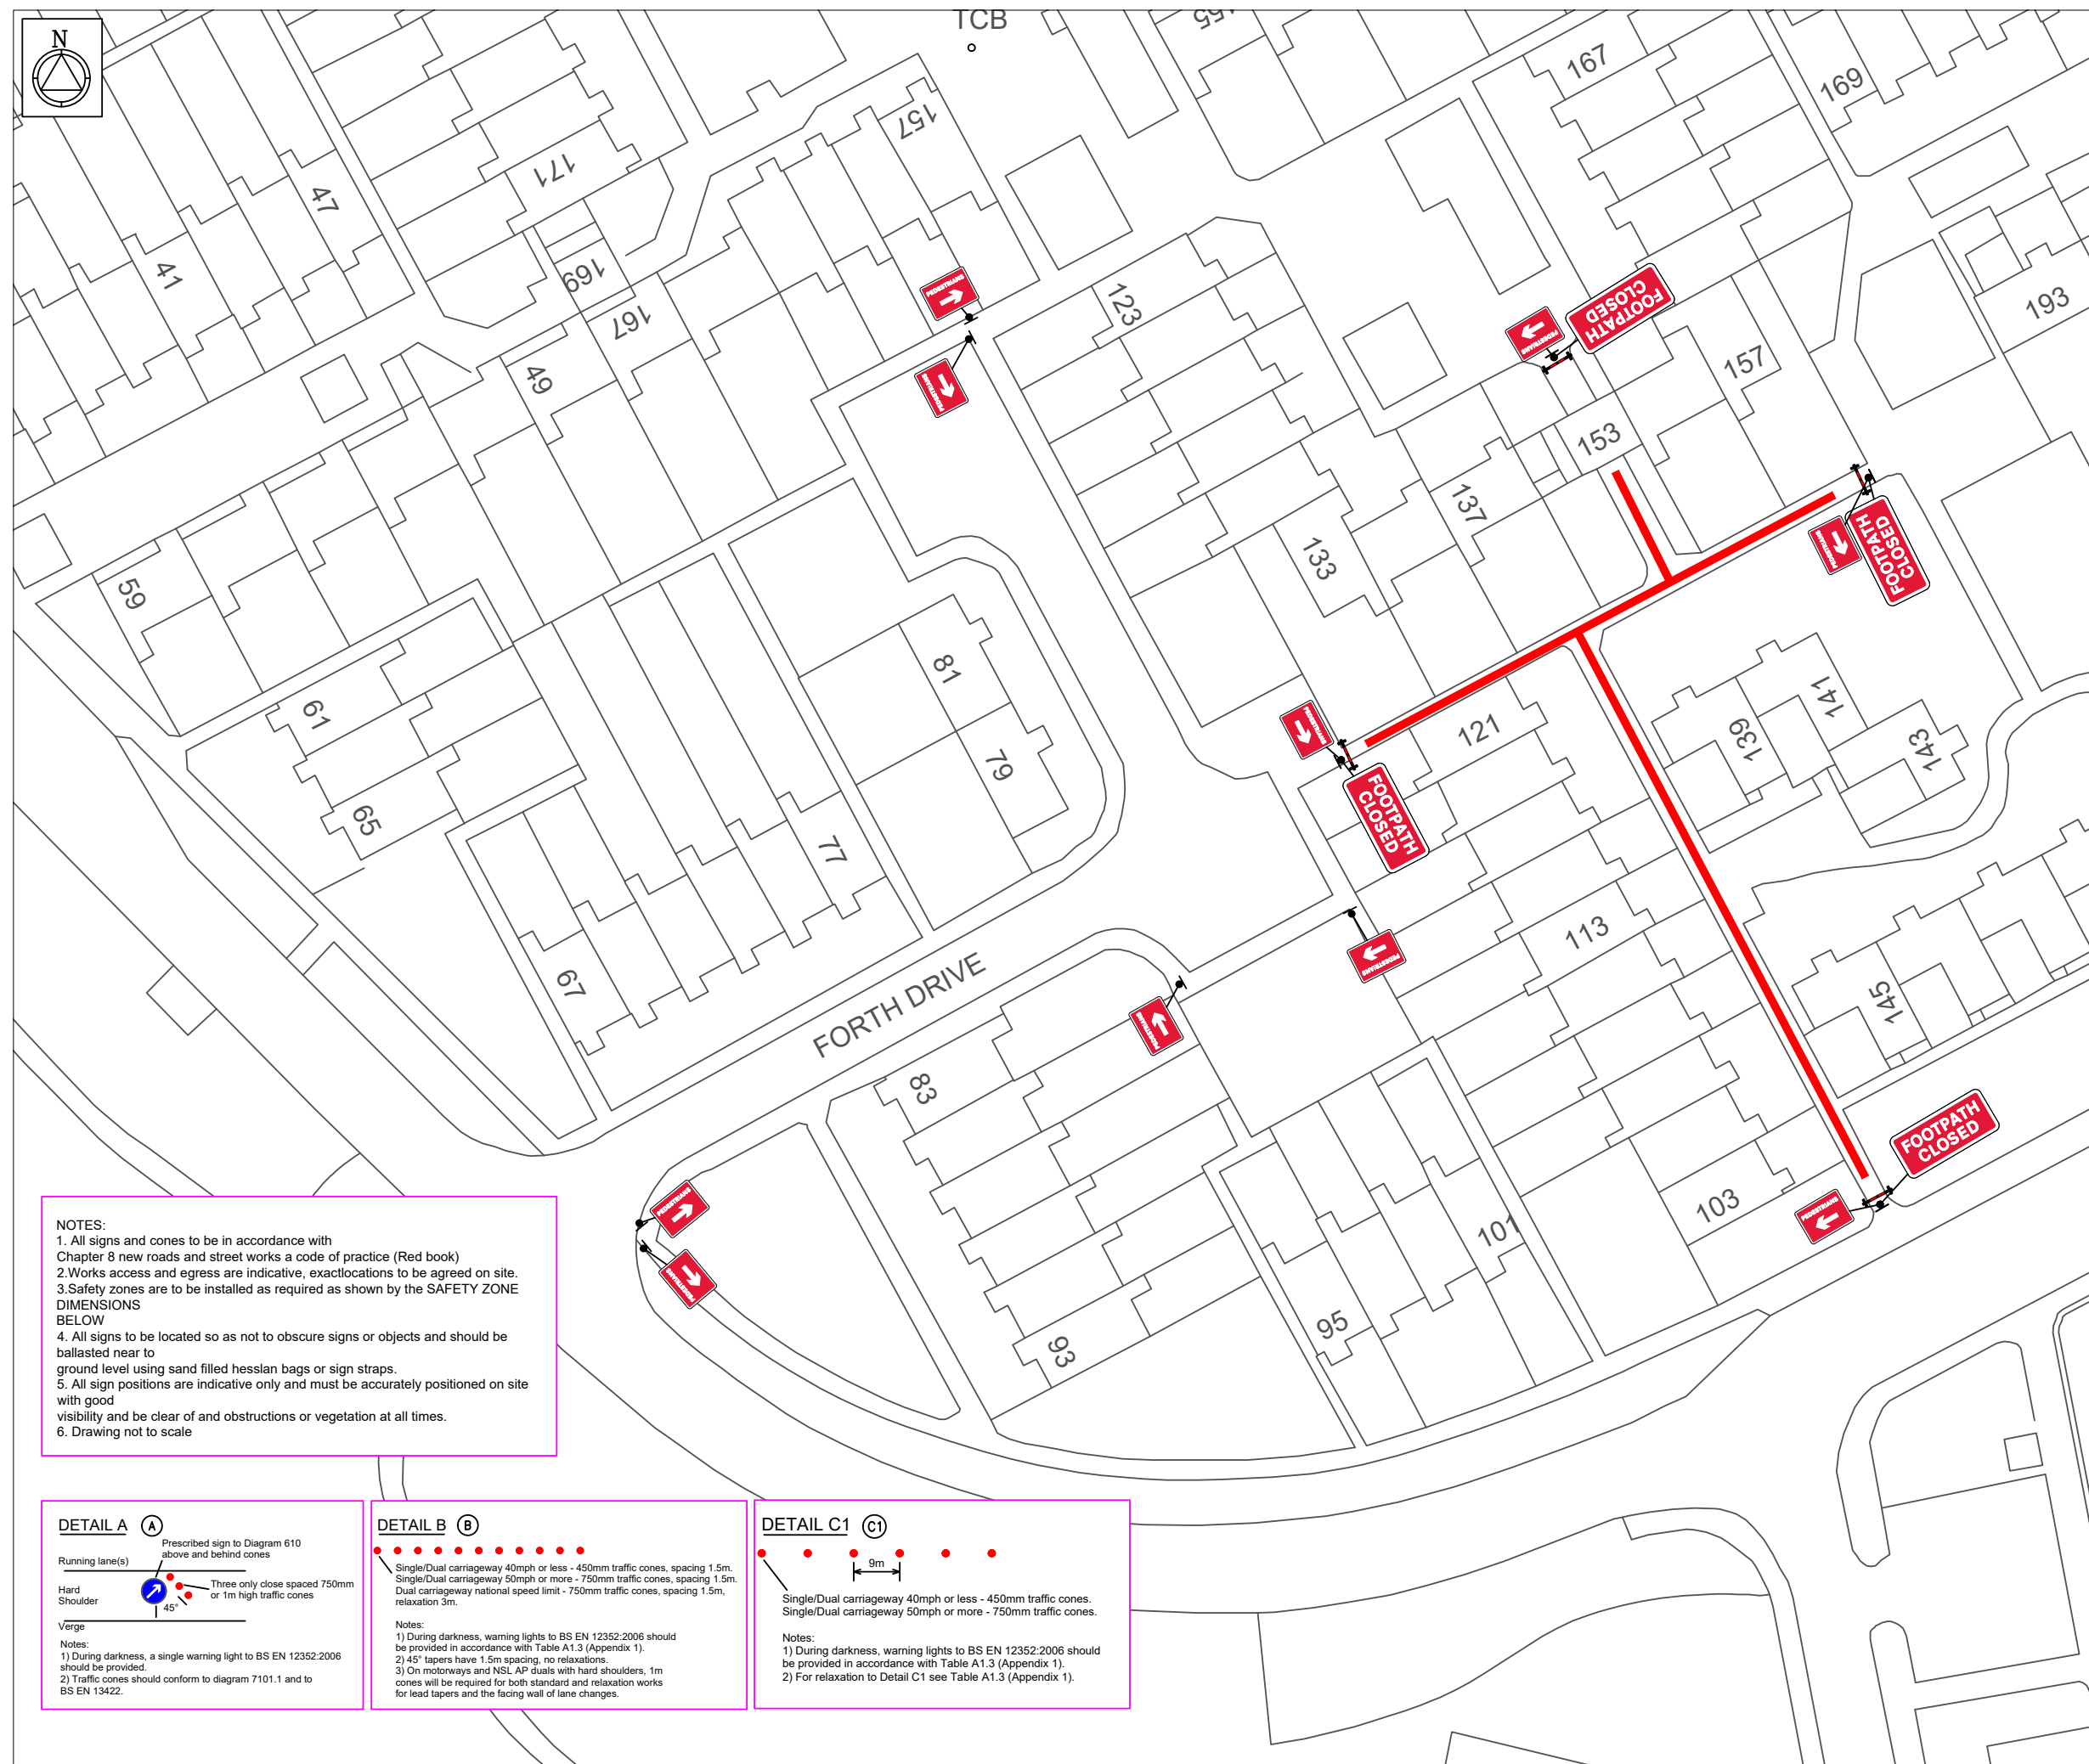 N
TCB
155
167
169
157
171
47
41
169
167
49
123
193
157
153
137
133
59
61
65
81
79
77
67
121
113
139
141
143
145
83
93
95
101
103
FORTH DRIVE
PEDESTRIANS
PEDESTRIANS
PEDESTRIANS
FOOTPATH
CLOSED
PEDESTRIANS
FOOTPATH
CLOSED
PEDESTRIANS
FOOTPATH
CLOSED
PEDESTRIANS
PEDESTRIANS
PEDESTRIANS
PEDESTRIANS
PEDESTRIANS
FOOTPATH
CLOSED
NOTES:
1. All signs and cones to be in accordance with
Chapter 8 new roads and street works a code of practice (Red book)
2.Works access and egress are indicative, exactlocations to be agreed on site.
3.Safety zones are to be installed as required as shown by the SAFETY ZONE
DIMENSIONS
BELOW
4. All signs to be located so as not to obscure signs or objects and should be
ballasted near to
ground level using sand filled hesslan bags or sign straps.
5. All sign positions are indicative only and must be accurately positioned on site
with good
visibility and be clear of and obstructions or vegetation at all times.
6. Drawing not to scale
DETAIL A A
Prescribed sign to Diagram 610
above and behind cones
Running lane(s)
Hard
Shoulder
Three only close spaced 750mm
or 1m high traffic cones
45°
Verge
Notes:
1) During darkness, a single warning light to BS EN 12352:2006
should be provided.
2) Traffic cones should conform to diagram 7101.1 and to
BS EN 13422.
DETAIL B B
Single/Dual carriageway 40mph or less - 450mm traffic cones, spacing 1.5m.
Single/Dual carriageway 50mph or more - 750mm traffic cones, spacing 1.5m.
Dual carriageway national speed limit - 750mm traffic cones, spacing 1.5m,
relaxation 3m.
Notes:
1) During darkness, warning lights to BS EN 12352:2006 should
be provided in accordance with Table A1.3 (Appendix 1).
2) 45° tapers have 1.5m spacing, no relaxations.
3) On motorways and NSL AP duals with hard shoulders, 1m
cones will be required for both standard and relaxation works
for lead tapers and the facing wall of lane changes.
DETAIL C1 C1
9m
Single/Dual carriageway 40mph or less - 450mm traffic cones.
Single/Dual carriageway 50mph or more - 750mm traffic cones.
Notes:
1) During darkness, warning lights to BS EN 12352:2006 should
be provided in accordance with Table A1.3 (Appendix 1).
2) For relaxation to Detail C1 see Table A1.3 (Appendix 1).